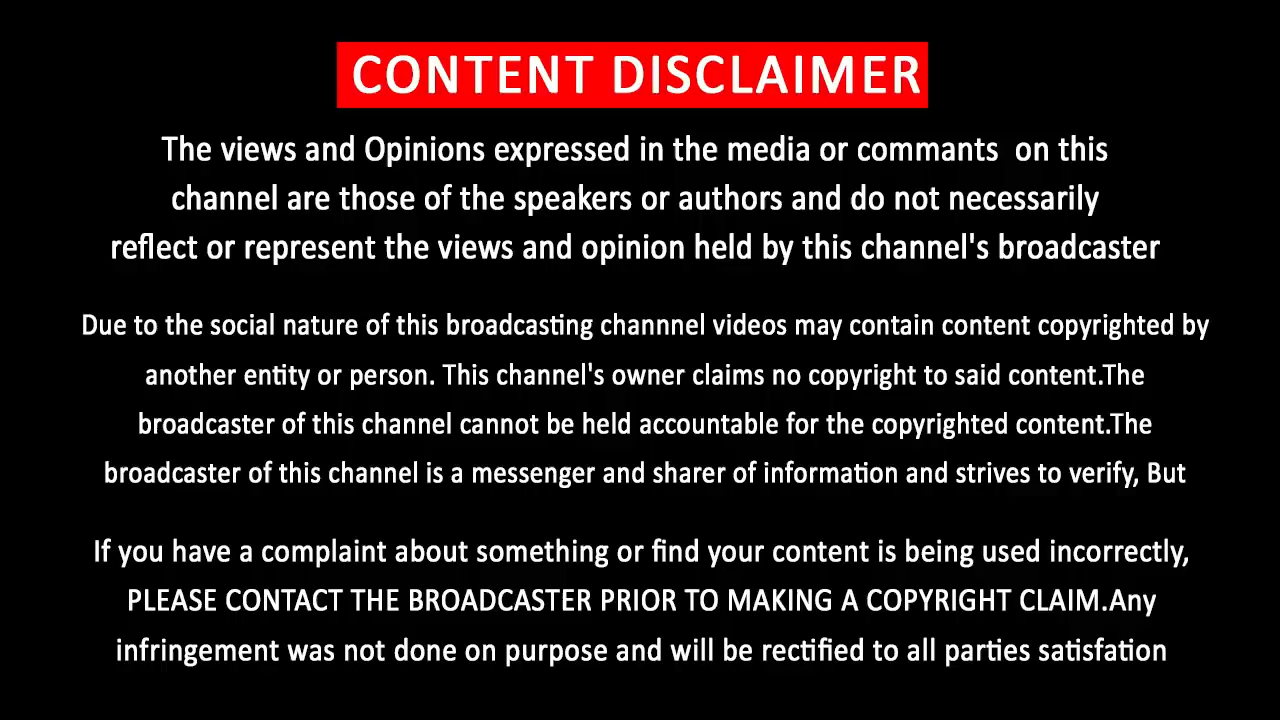 CONTENT DISCLAIMER
The views and Opinions expressed in the media or commants on this
channel are those of the speakers or authors and do not necessarily
reflect or represent the views and opinion held by this channel's broadcaster
Due to the social nature of this broadcasting channnel videos may contain content copyrighted by
another entity or person. This channel's owner claims no copyright to said content.The
broadcaster of this channel cannot be held accountable for the copyrighted content.The
broadcaster of this channel is a messenger and sharer of information and strives to verify, But
If you have a complaint about something or find your content is being used incorrectly,
PLEASE CONTACT THE BROADCASTER PRIOR TO MAKING A COPYRIGHT CLAIM.Any
infringement was not done on purpose and will be rectified to all parties satisfation